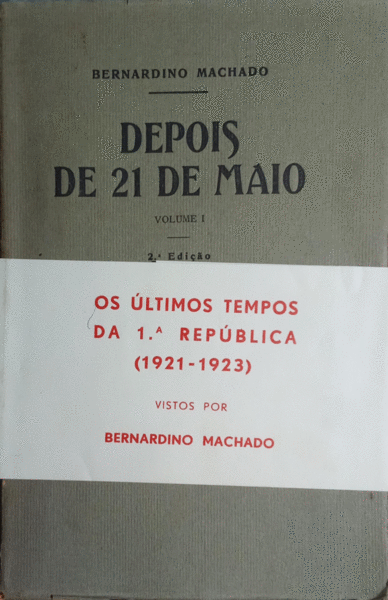 BERNARDINO MACHADO
DEPOIS
DE 21 DE MAIO
VOLUME I
2.ª Edição
OS ÚLTIMOS TEMPOS
DA 1.ª REPÚBLICA
(1921-1923)
VISTOS POR
BERNARDINO MACHADO